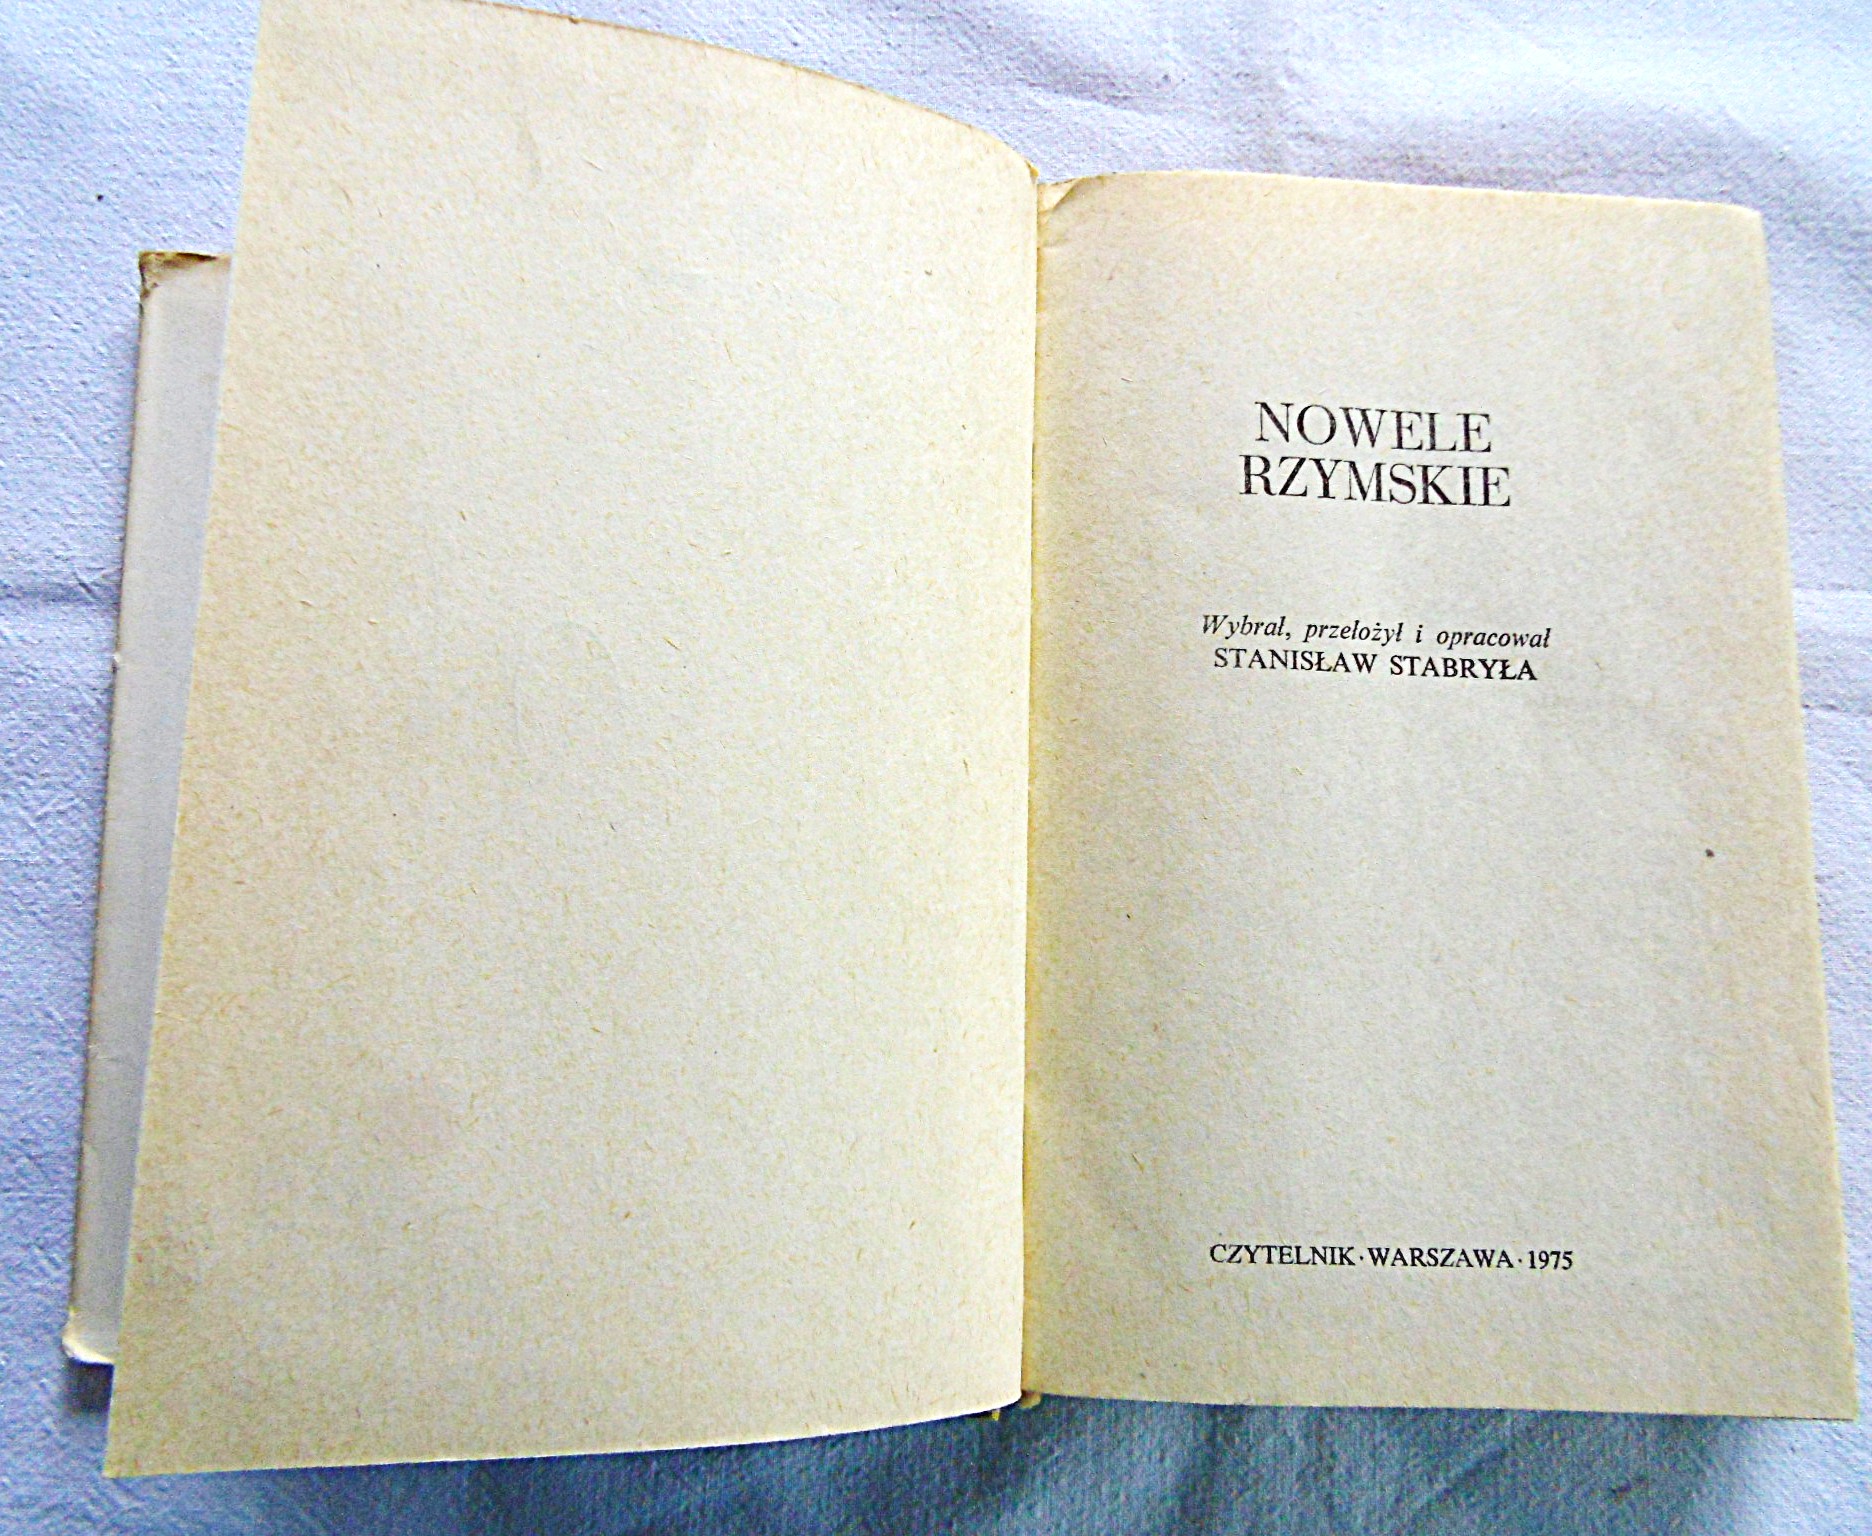 NOWELE
RZYMSKIE
Wybrał, przełożył i opracował
STANISŁAW STABRYŁA
CZYTELNIK·WARSZAWA·1975